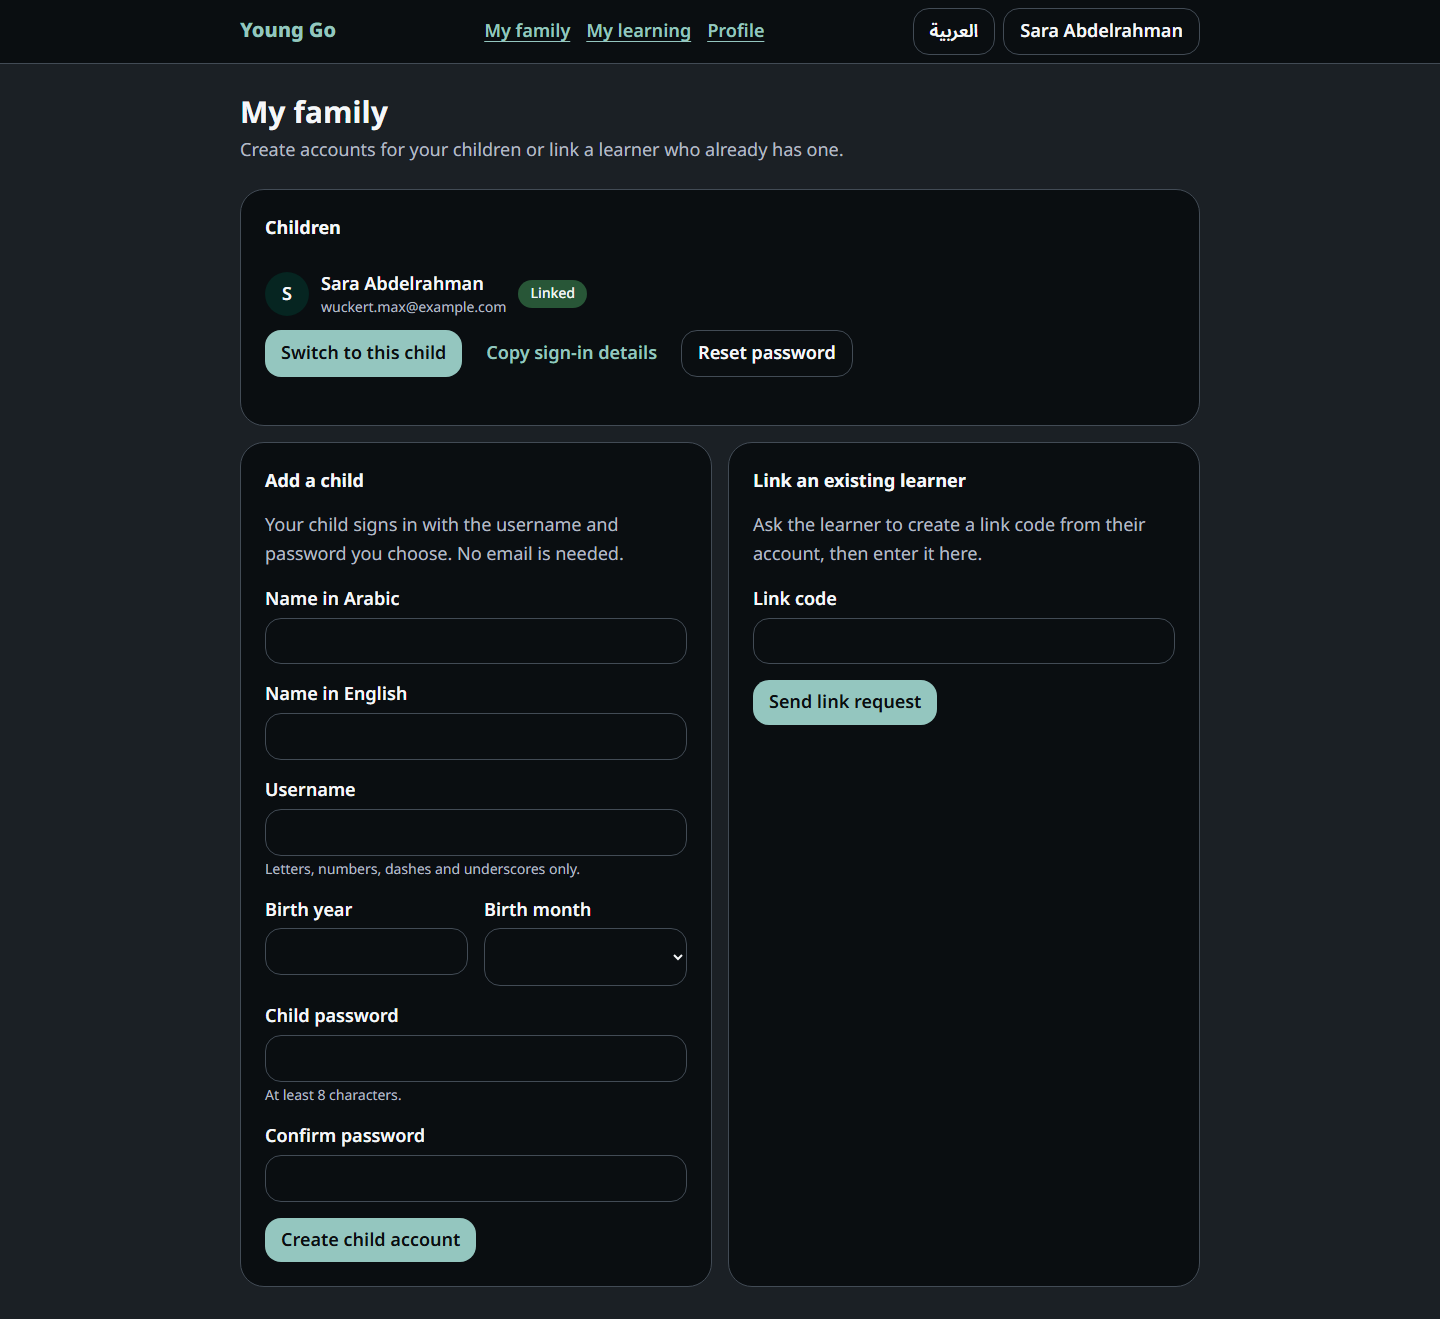 Young Go
My family
My learning
Profile
العربية
Sara Abdelrahman
My family
Create accounts for your children or link a learner who already has one.
Children
S
Sara Abdelrahman
wuckert.max@example.com
Linked
Switch to this child
Copy sign-in details
Reset password
Add a child
Your child signs in with the username and
password you choose. No email is needed.
Name in Arabic
Name in English
Username
Letters, numbers, dashes and underscores only.
Birth year
Birth month
Child password
At least 8 characters.
Confirm password
Create child account
Link an existing learner
Ask the learner to create a link code from their
account, then enter it here.
Link code
Send link request